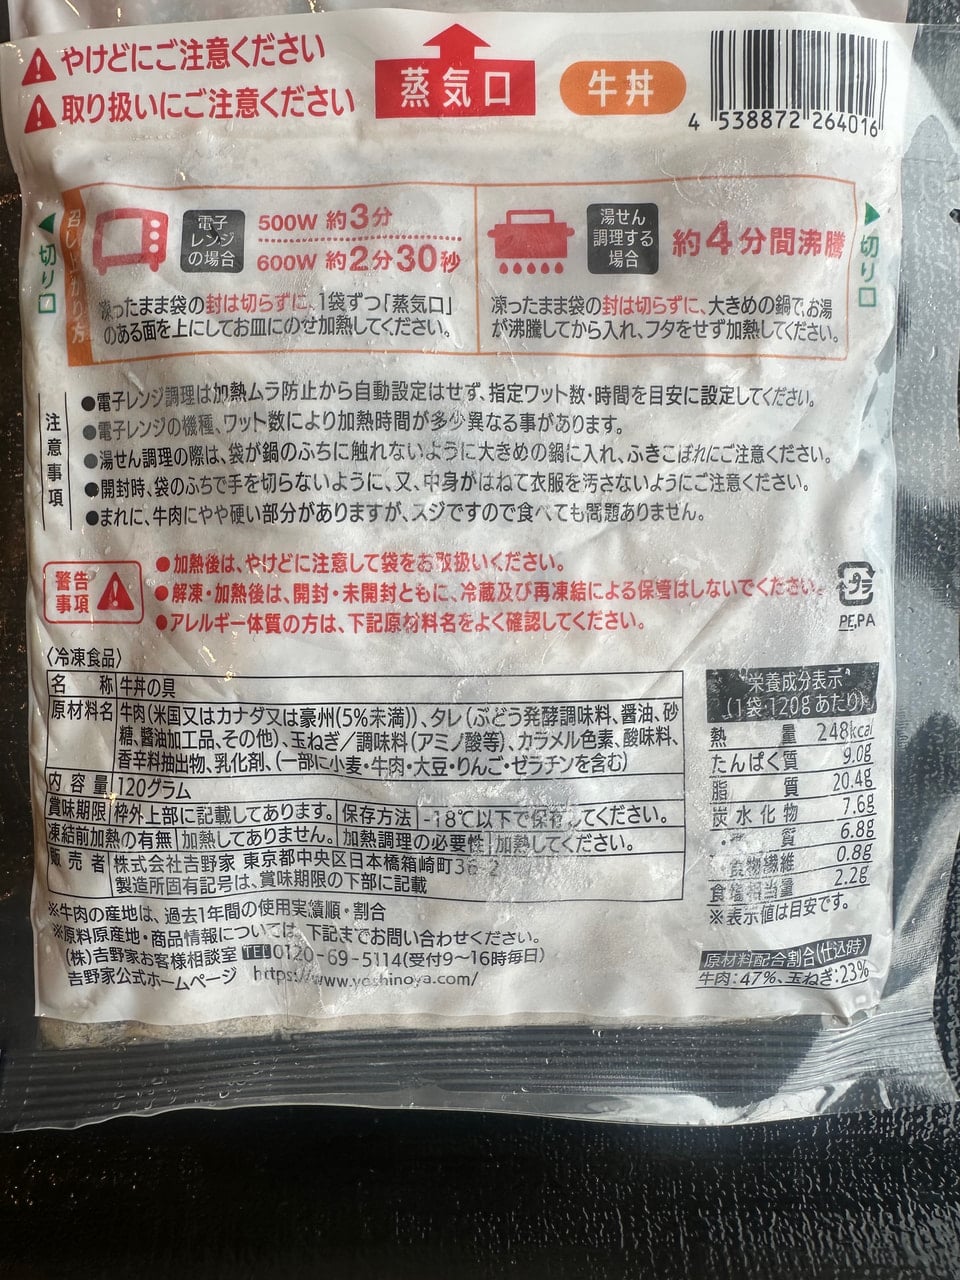 やけどにご注意ください
取り扱いにご注意ください
蒸気口
牛丼
4 538872 264016
切り口
召し上がり方
電子レンジの場合
500W 約3分
600W 約2分30秒
凍ったまま袋の封は切らずに、1袋ずつ「蒸気口」
のある面を上にしてお皿にのせ加熱してください。
湯せん調理する場合
約4分間沸騰
凍ったまま袋の封は切らずに、大きめの鍋で、お湯
が沸騰してから入れ、フタをせず加熱してください。
切り口
注意事項
●電子レンジ調理は加熱ムラ防止から自動設定はせず、指定ワット数・時間を目安に設定してください。
●電子レンジの機種、ワット数により加熱時間が多少異なる事があります。
●湯せん調理の際は、袋が鍋のふちに触れないように大きめの鍋に入れ、ふきこぼれにご注意ください。
●開封時、袋のふちで手を切らないように、又、中身がはねて衣服を汚さないようにご注意ください。
●まれに、牛肉にやや硬い部分がありますが、スジですので食べても問題ありません。
警告事項
●加熱後は、やけどに注意して袋をお取扱いください。
●解凍・加熱後は、開封・未開封ともに、冷蔵及び再凍結による保管はしないでください。
●アレルギー体質の方は、下記原材料名をよく確認してください。
プラ
PE,PA
〈冷凍食品〉
名称 牛丼の具
原材料名 牛肉(米国又はカナダ又は豪州(5%未満))、タレ(ぶどう発酵調味料、醤油、砂
糖、醬油加工品、その他)、玉ねぎ/調味料(アミノ酸等)、カラメル色素、酸味料、
香辛料抽出物、乳化剤、(一部に小麦・牛肉・大豆・りんご・ゼラチンを含む)
内容量 120グラム
賞味期限 枠外上部に記載してあります。 保存方法 -18℃以下で保存してください。
凍結前加熱の有無 加熱してありません。 加熱調理の必要性 加熱してください。
販売者 株式会社𠮷野家 東京都中央区日本橋箱崎町36-2
製造所固有記号は、賞味期限の下部に記載
※牛肉の産地は、過去1年間の使用実績順・割合
※原料原産地・商品情報については、下記までお問い合わせください。
(株)𠮷野家お客様相談室 TEL 0120-69-5114(受付9~16時毎日)
𠮷野家公式ホームページ https://www.yoshinoya.com/
栄養成分表示
(1袋120gあたり)
熱量 248kcal
たんぱく質 9.0g
脂質 20.4g
炭水化物 7.6g
質 6.8g
食物繊維 0.8g
食塩相当量 2.2g
※表示値は目安です。
原材料配合割合(仕込時)
牛肉:47%、玉ねぎ:23%